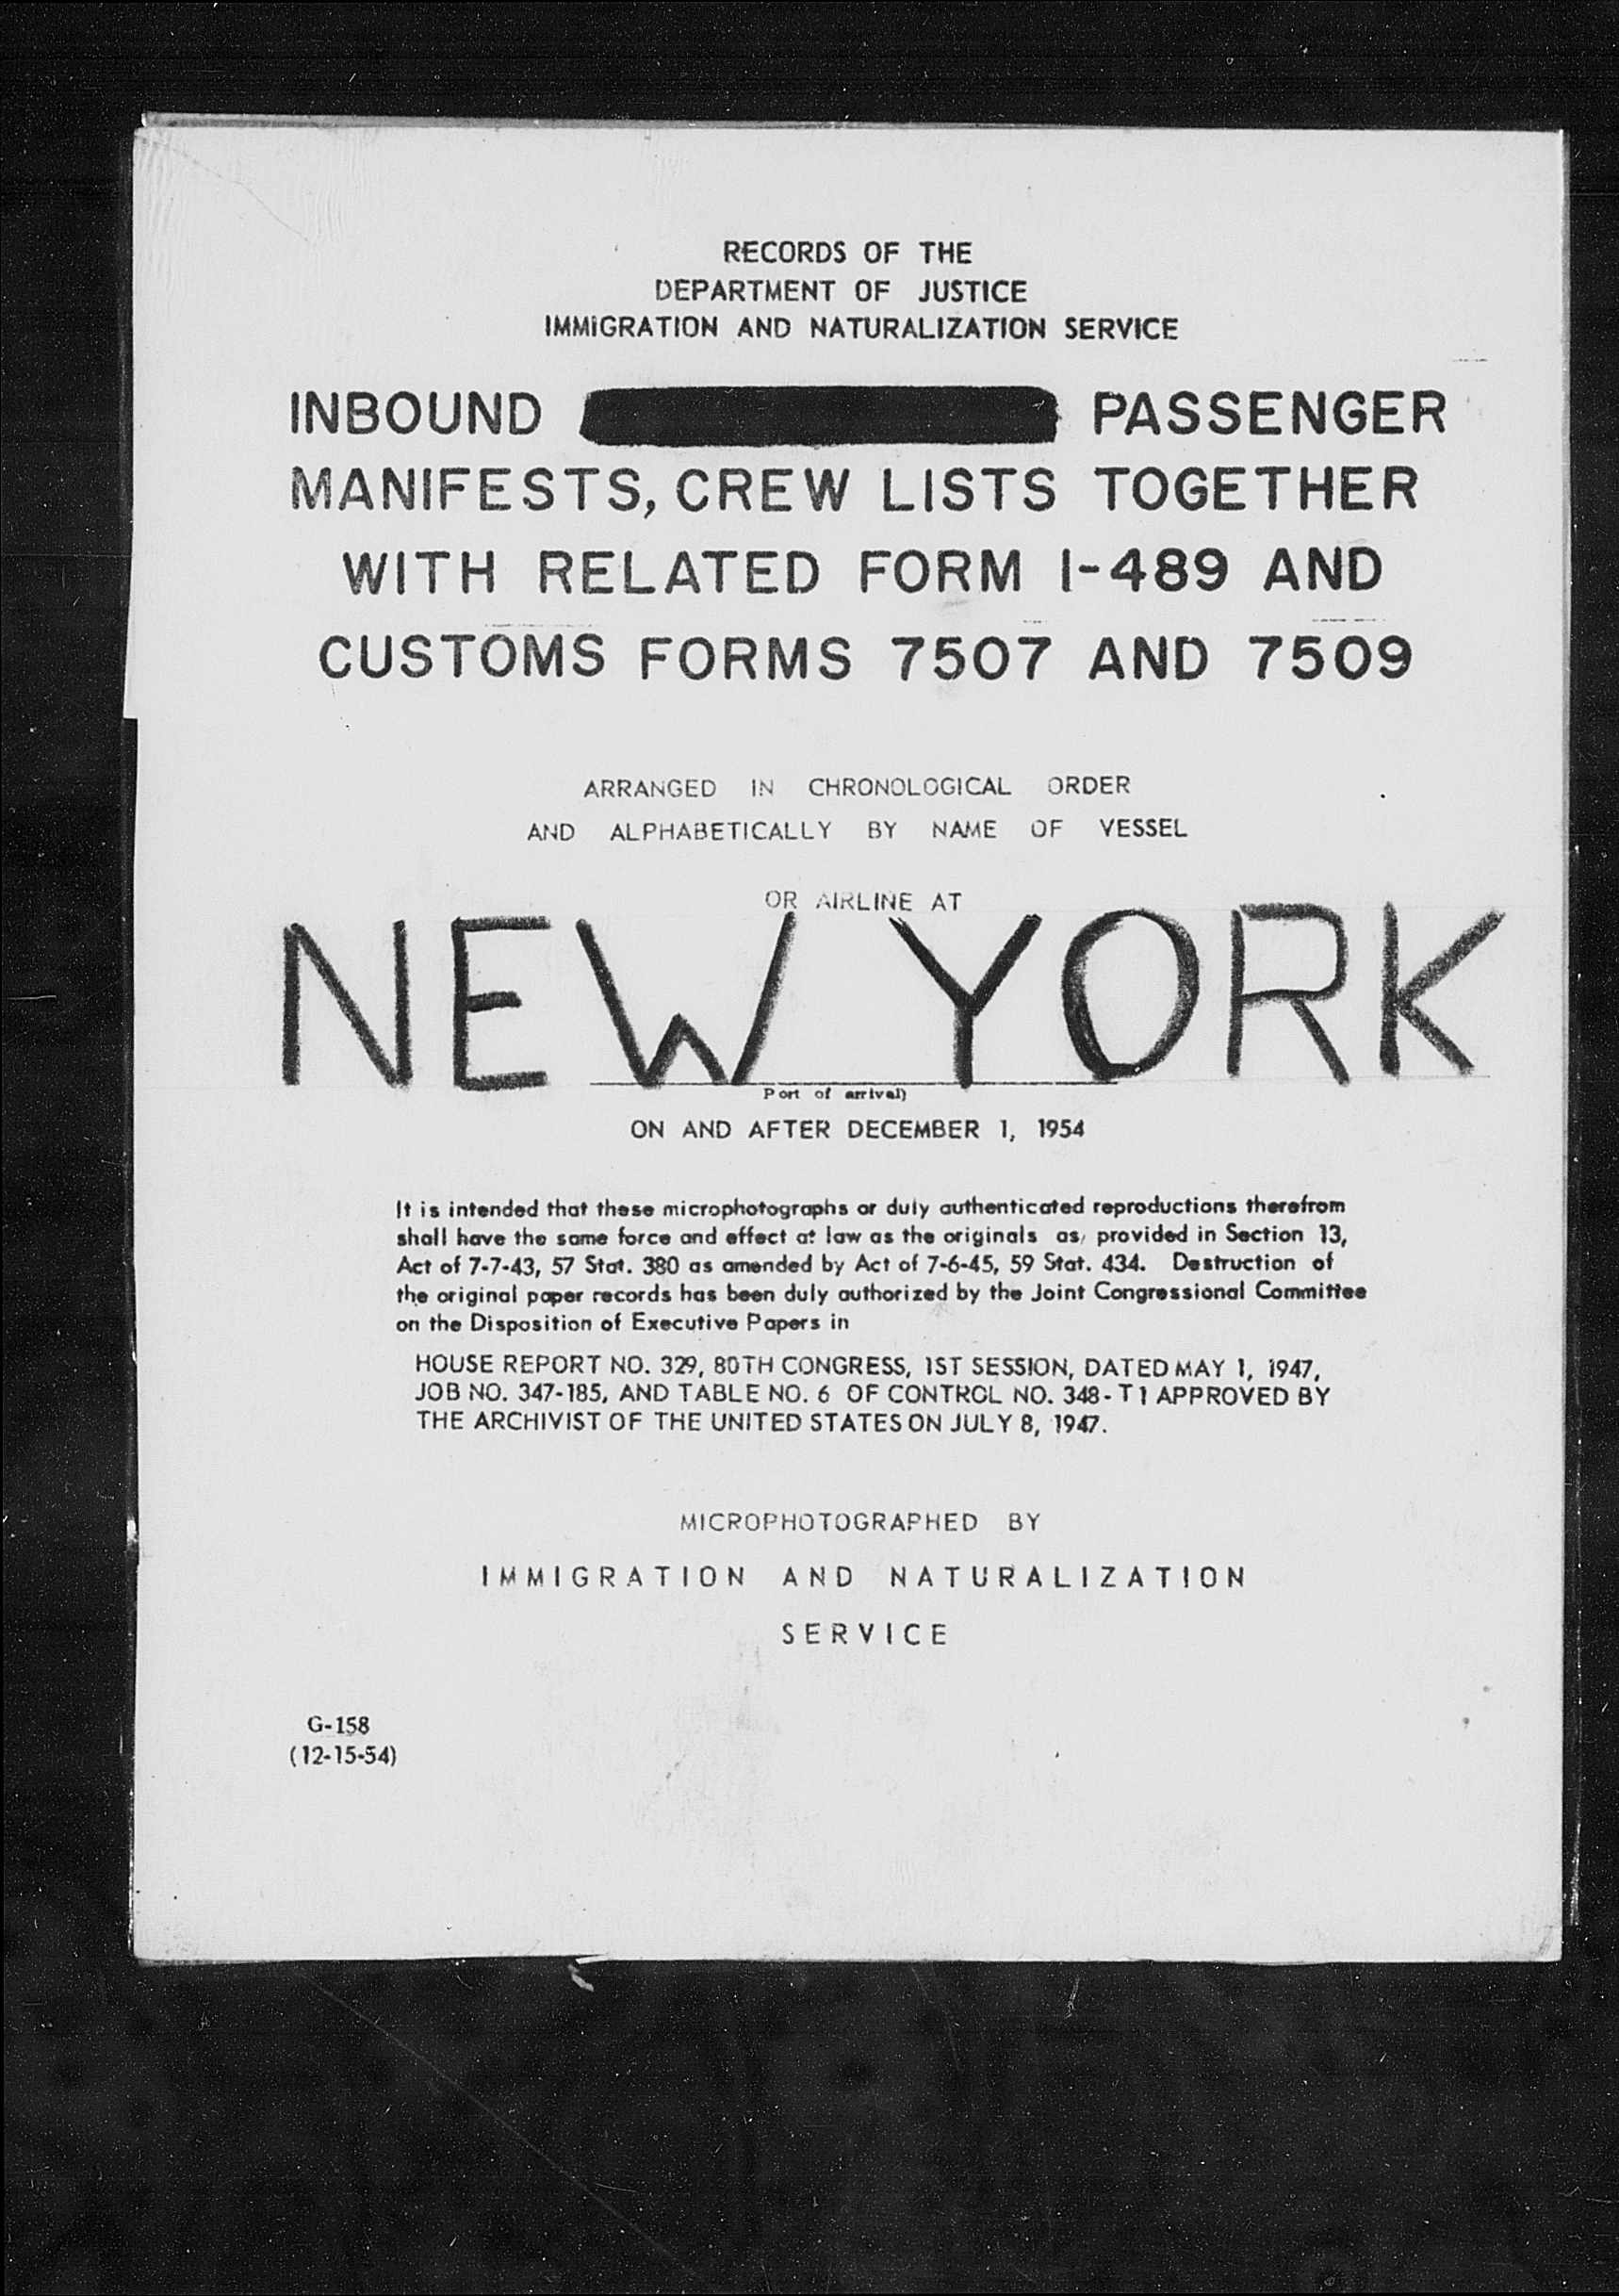 RECORDS OF THE
DEPARTMENT OF JUSTICE
IMMIGRATION AND NATURALIZATION SERVICE
INBOUND PASSENGER
MANIFESTS, CREW LISTS TOGETHER
WITH RELATED FORM I-489 AND
CUSTOMS FORMS 7507 AND 7509
ARRANGED IN CHRONOLOGICAL ORDER
AND ALPHABETICALLY BY NAME OF VESSEL
OR AIRLINE AT
NEW YORK
Port of arrival)
ON AND AFTER DECEMBER 1, 1954
It is intended that these microphotographs or duly authenticated reproductions therefrom
shall have the same force and effect at law as the originals as, provided in Section 13,
Act of 7-7-43, 57 Stat. 380 as amended by Act of 7-6-45, 59 Stat. 434. Destruction of
the original paper records has been duly authorized by the Joint Congressional Committee
on the Disposition of Executive Papers in
HOUSE REPORT NO. 329, 80TH CONGRESS, 1ST SESSION, DATED MAY 1, 1947,
JOB NO. 347-185, AND TABLE NO. 6 OF CONTROL NO. 348-T1 APPROVED BY
THE ARCHIVIST OF THE UNITED STATES ON JULY 8, 1947.
MICROPHOTOGRAPHED BY
IMMIGRATION AND NATURALIZATION
SERVICE
G-158
(12-15-54)